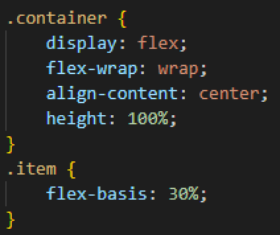 .container {
    display: flex;
    flex-wrap: wrap;
    align-content: center;
    height: 100%;
}
.item {
    flex-basis: 30%;
}